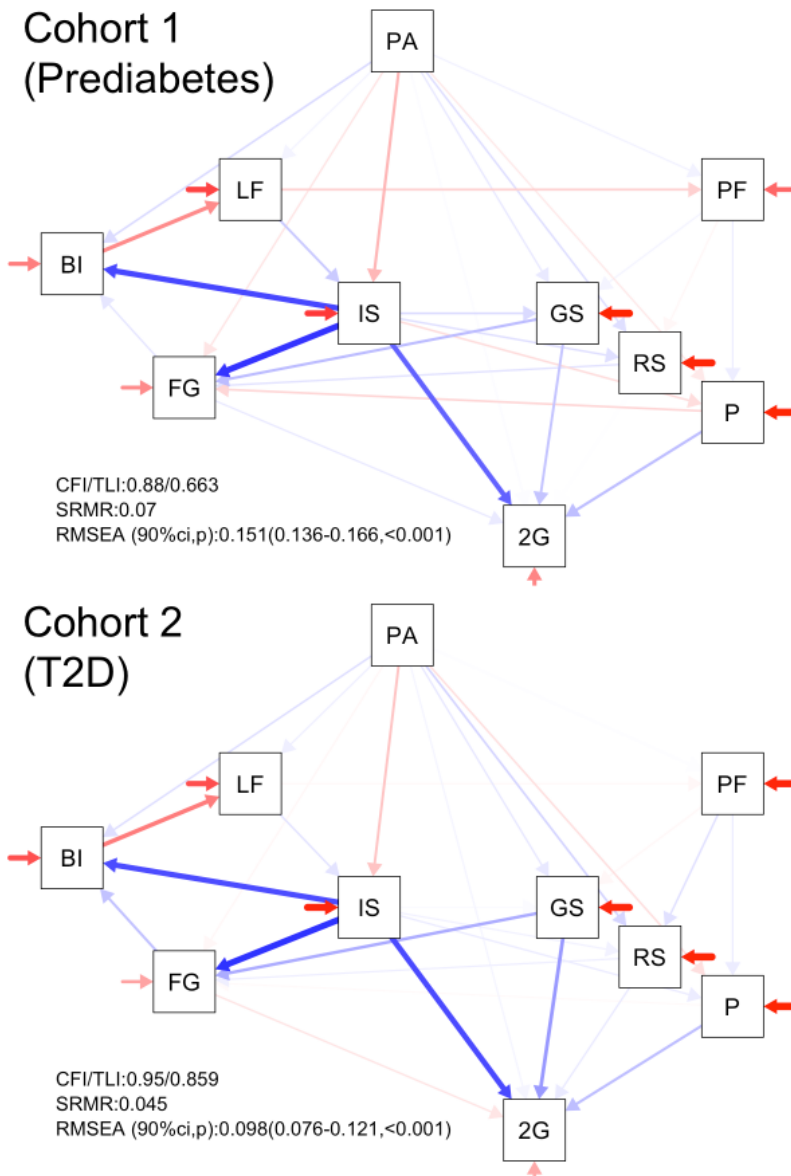 Cohort 1
(Prediabetes)
PA
LF
PF
BI
IS
GS
RS
FG
P
CFI/TLI:0.88/0.663
SRMR:0.07
RMSEA (90%ci,p):0.151(0.136-0.166,<0.001)
2G
Cohort 2
(T2D)
PA
LF
PF
BI
IS
GS
RS
FG
P
CFI/TLI:0.95/0.859
SRMR:0.045
RMSEA (90%ci,p):0.098(0.076-0.121,<0.001)
2G